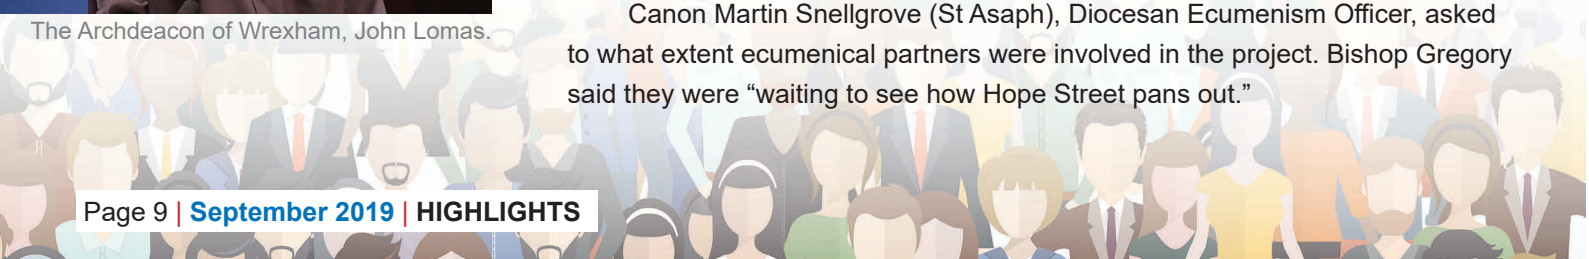 The Archdeacon of Wrexham, John Lomas.
Canon Martin Snellgrove (St Asaph), Diocesan Ecumenism Officer, asked
to what extent ecumenical partners were involved in the project. Bishop Gregory
said they were “waiting to see how Hope Street pans out.”
Page 9 | September 2019 | HIGHLIGHTS